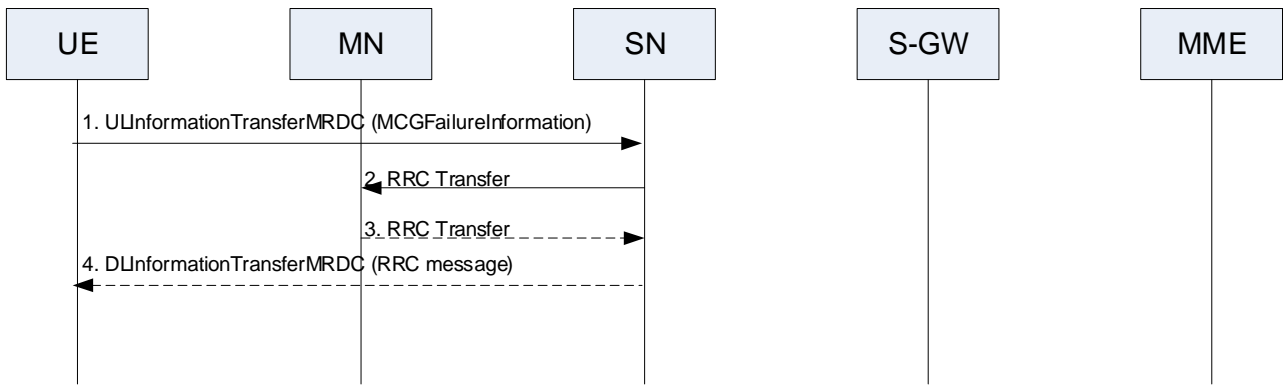 UE
MN
SN
S-GW
MME
1. ULInformationTransferMRDC (MCGFailureInformation)
2. RRC Transfer
3. RRC Transfer
4. DLInformationTransferMRDC (RRC message)